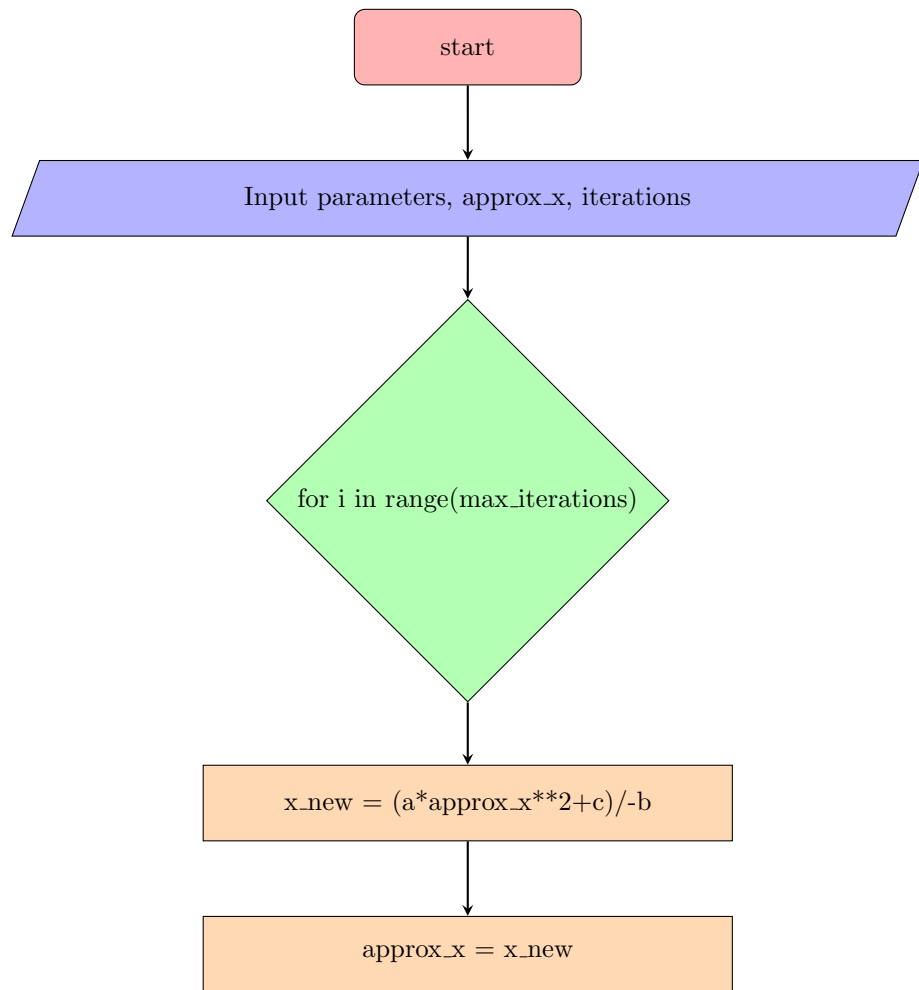 start
Input parameters, approx_x, iterations
for i in range(max_iterations)
x_new = (a*approx_x**2+c)/-b
approx_x = x_new